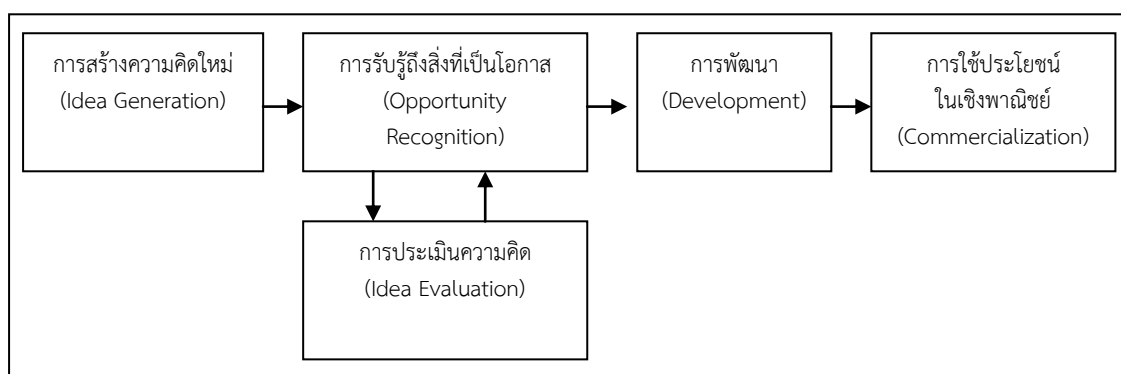 การสร้างความคิดใหม่
(Idea Generation)
การรับรู้ถึงสิ่งที่เป็นโอกาส
(Opportunity
Recognition)
การพัฒนา
(Development)
การใช้ประโยชน์
ในเชิงพาณิชย์
(Commercialization)
การประเมินความคิด
(Idea Evaluation)